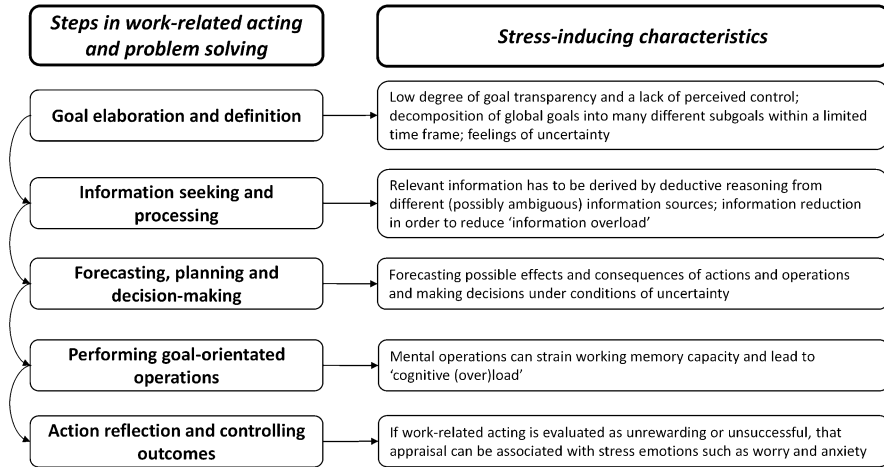 Steps in work-related acting
and problem solving
Stress-inducing characteristics
Goal elaboration and definition
Low degree of goal transparency and a lack of perceived control;
decomposition of global goals into many different subgoals within a limited
time frame; feelings of uncertainty
Information seeking and
processing
Relevant information has to be derived by deductive reasoning from
different (possibly ambiguous) information sources; information reduction
in order to reduce ‘information overload’
Forecasting, planning and
decision-making
Forecasting possible effects and consequences of actions and operations
and making decisions under conditions of uncertainty
Performing goal-orientated
operations
Mental operations can strain working memory capacity and lead to
‘cognitive (over)load’
Action reflection and controlling
outcomes
If work-related acting is evaluated as unrewarding or unsuccessful, that
appraisal can be associated with stress emotions such as worry and anxiety